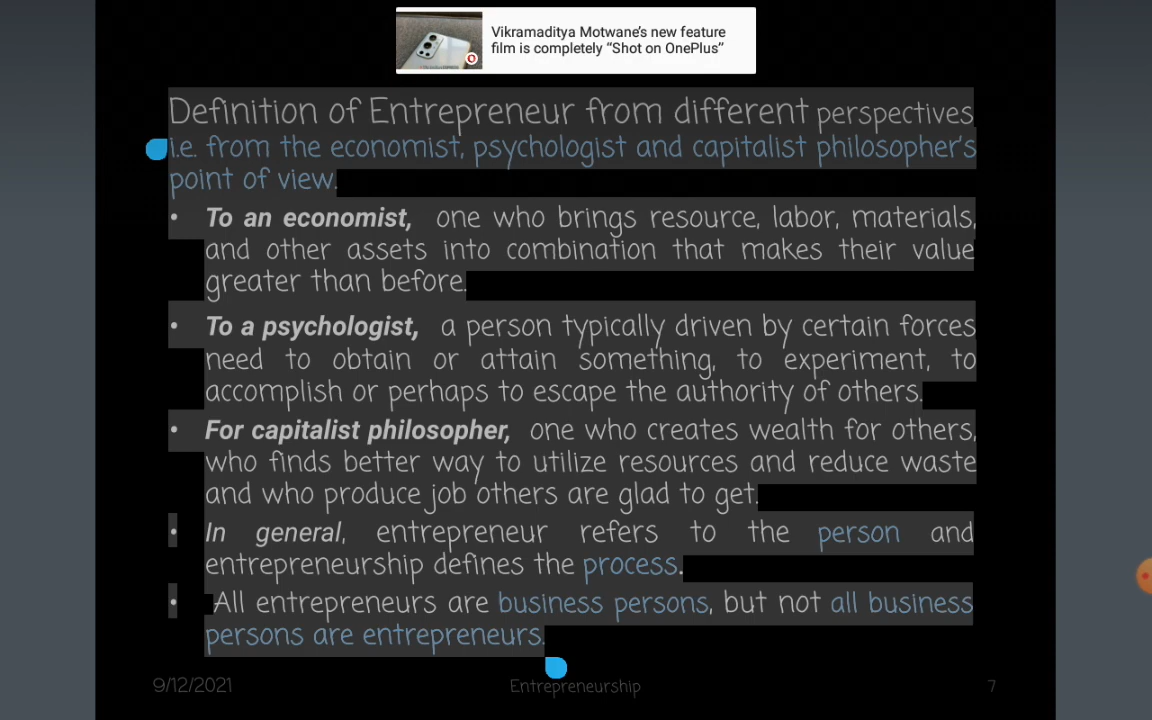 Vikramaditya Motwane's new feature
film is completely “Shot on OnePlus”
Definition of Entrepreneur from different perspectives
i.e. from the economist, psychologist and capitalist philosopher's
point of view.
• To an economist, one who brings resource, labor, materials,
and other assets into combination that makes their value
greater than before.
• To a psychologist, a person typically driven by certain forces
need to obtain or attain something, to experiment, to
accomplish or perhaps to escape the authority of others.
• For capitalist philosopher, one who creates wealth for others,
who finds better way to utilize resources and reduce waste
and who produce job others are glad to get.
• In general, entrepreneur refers to the person and
entrepreneurship defines the process.
• All entrepreneurs are business persons, but not all business
persons are entrepreneurs.
9/12/2021 Entrepreneurship 7